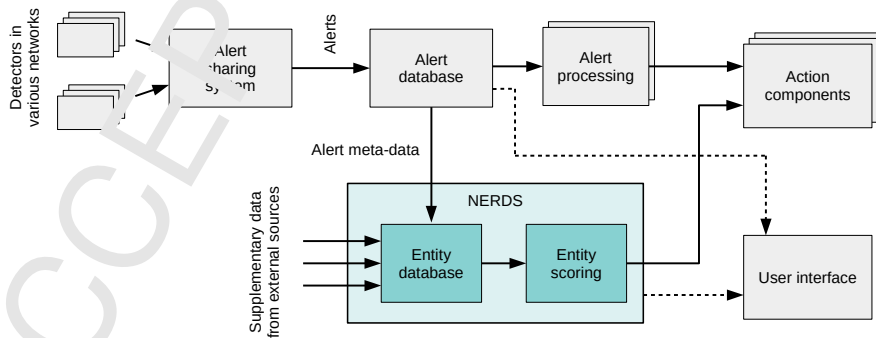 Detectors in
various networks
Alert
sharing
system
Alerts
Alert
database
Alert
processing
Action
components
Alert meta-data
NERDS
Supplementary data
from external sources
Entity
database
Entity
scoring
User interface
CCEP